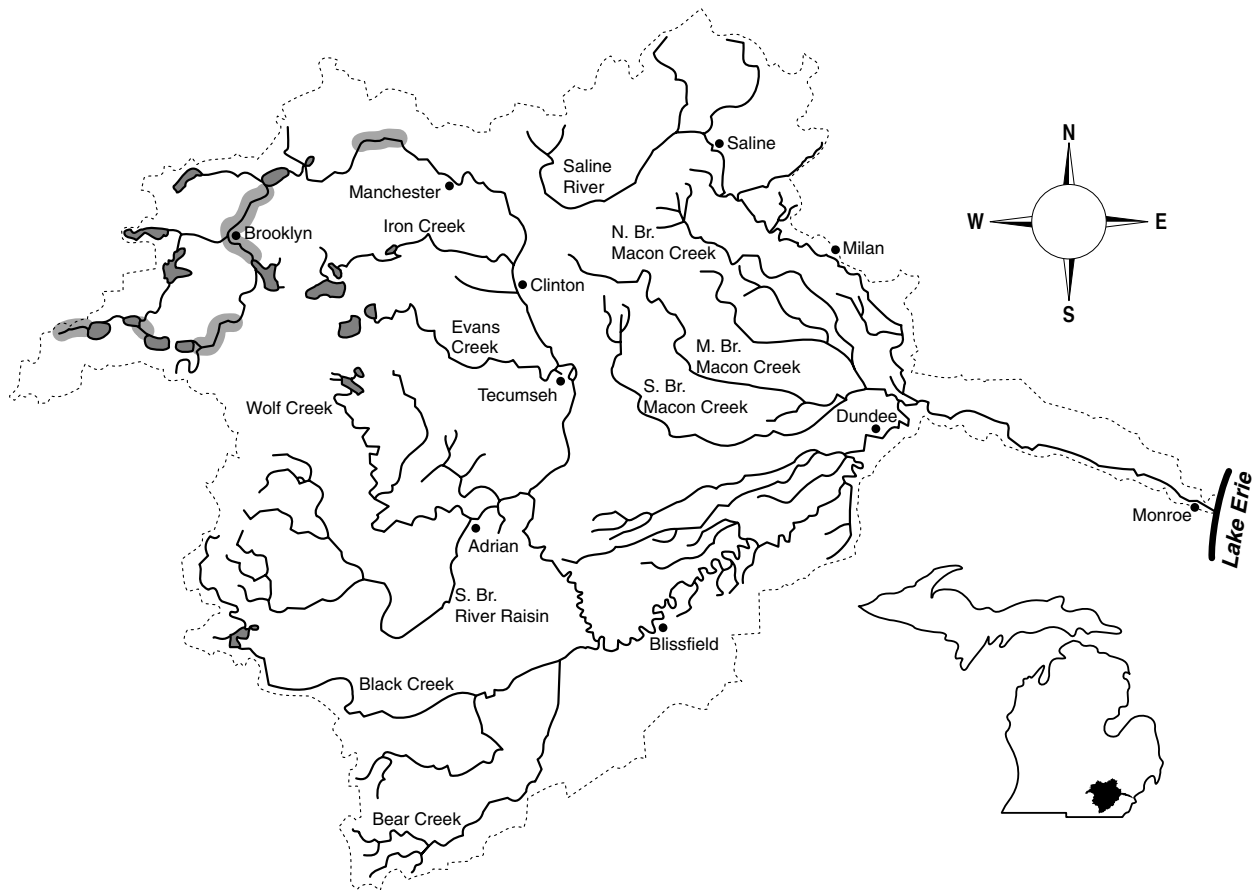 N
Saline
Saline
River
Manchester
W
E
Iron Creek
Brooklyn
N. Br.
Macon Creek
Milan
Clinton
S
Evans
Creek
M. Br.
Macon Creek
Tecumseh
S. Br.
Macon Creek
Wolf Creek
Dundee
Monroe
Lake Erie
Adrian
S. Br.
River Raisin
Blissfield
Black Creek
Bear Creek